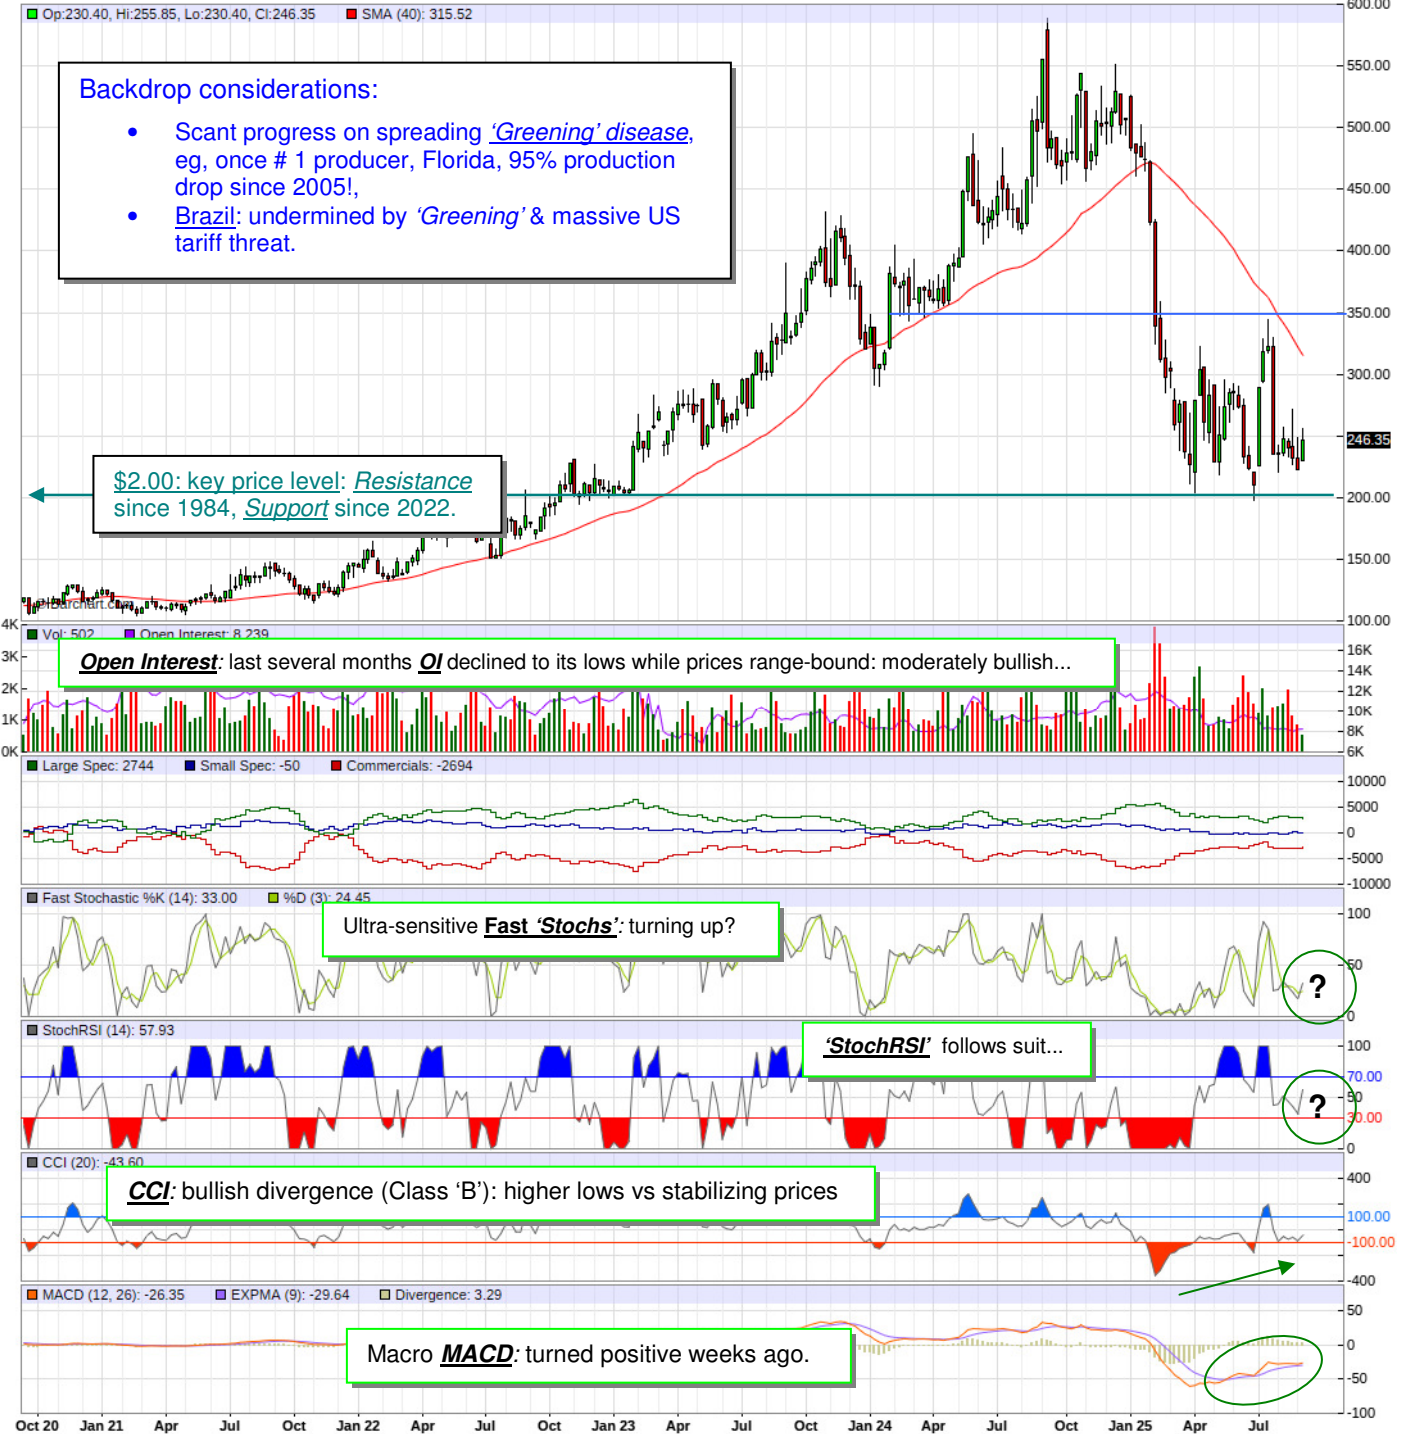 Op:230.40, Hi:255.85, Lo:230.40, Cl:246.35 SMA (40): 315.52
600.00
Backdrop considerations:
• Scant progress on spreading ‘Greening’ disease,
eg, once # 1 producer, Florida, 95% production
drop since 2005!,
• Brazil: undermined by ‘Greening’ & massive US
tariff threat.
550.00
500.00
450.00
400.00
350.00
300.00
246.35
$2.00: key price level: Resistance
since 1984, Support since 2022.
200.00
150.00
100.00
4K Vol: 502 Open Interest: 8,239
Open Interest: last several months OI declined to its lows while prices range-bound: moderately bullish...
3K
2K
1K
0K
16K
14K
12K
10K
8K
6K
Large Spec: 2744 Small Spec: -50 Commercials: -2694
10000
5000
0
-5000
-10000
Fast Stochastic %K (14): 33.00 %D (3): 24.45
Ultra-sensitive Fast ‘Stochs’: turning up?
100
50
0
?
StochRSI (14): 57.93
‘StochRSI’ follows suit...
100
70.00
50
30.00
0
?
CCI (20): -43.60
CCI: bullish divergence (Class ‘B’): higher lows vs stabilizing prices
400
100.00
-100.00
-400
MACD (12, 26): -26.35 EXPMA (9): -29.64 Divergence: 3.29
Macro MACD: turned positive weeks ago.
50
0
-50
-100
Oct 20 Jan 21 Apr Jul Oct Jan 22 Apr Jul Oct Jan 23 Apr Jul Oct Jan 24 Apr Jul Oct Jan 25 Apr Jul